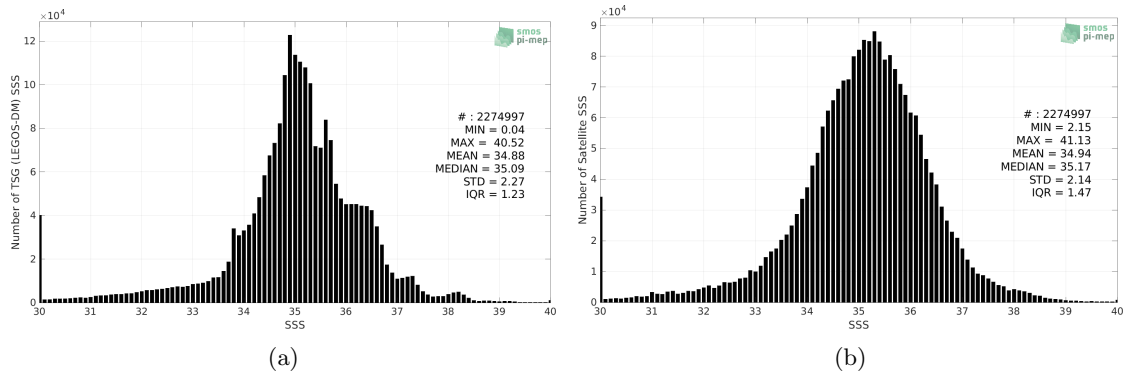 ×10⁴
smos
pi-mep
12
10
8
6
4
2
0
Number of TSG (LEGOS-DM) SSS
# : 2274997
MIN = 0.04
MAX = 40.52
MEAN = 34.88
MEDIAN = 35.09
STD = 2.27
IQR = 1.23
30 31 32 33 34 35 36 37 38 39 40
SSS
(a)
×10⁴
smos
pi-mep
9
8
7
6
5
4
3
2
1
0
Number of Satellite SSS
# : 2274997
MIN = 2.15
MAX = 41.13
MEAN = 34.94
MEDIAN = 35.17
STD = 2.14
IQR = 1.47
30 31 32 33 34 35 36 37 38 39 40
SSS
(b)